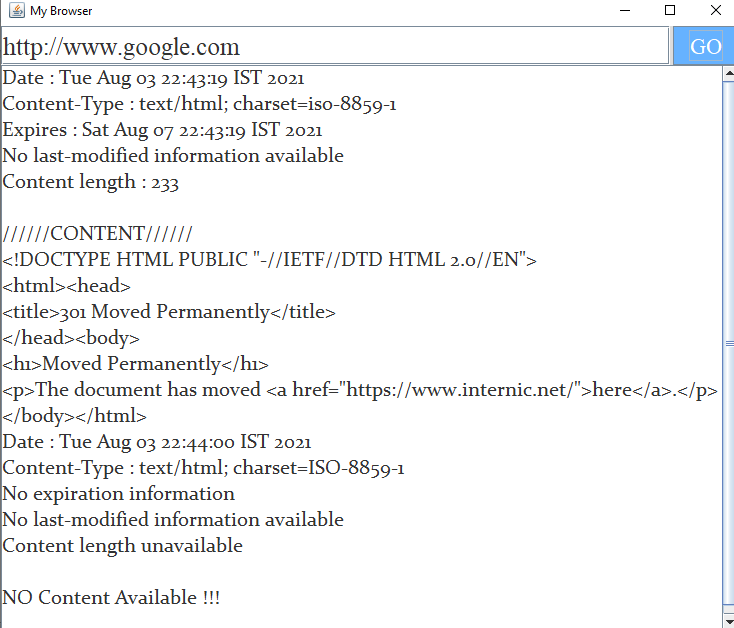 My Browser
http://www.google.com GO
Date : Tue Aug 03 22:43:19 IST 2021
Content-Type : text/html; charset=iso-8859-1
Expires : Sat Aug 07 22:43:19 IST 2021
No last-modified information available
Content length : 233
//////CONTENT//////
<!DOCTYPE HTML PUBLIC "-//IETF//DTD HTML 2.0//EN">
<html><head>
<title>301 Moved Permanently</title>
</head><body>
<h1>Moved Permanently</h1>
<p>The document has moved <a href="https://www.internic.net/">here</a>.</p>
</body></html>
Date : Tue Aug 03 22:44:00 IST 2021
Content-Type : text/html; charset=ISO-8859-1
No expiration information
No last-modified information available
Content length unavailable
NO Content Available !!!